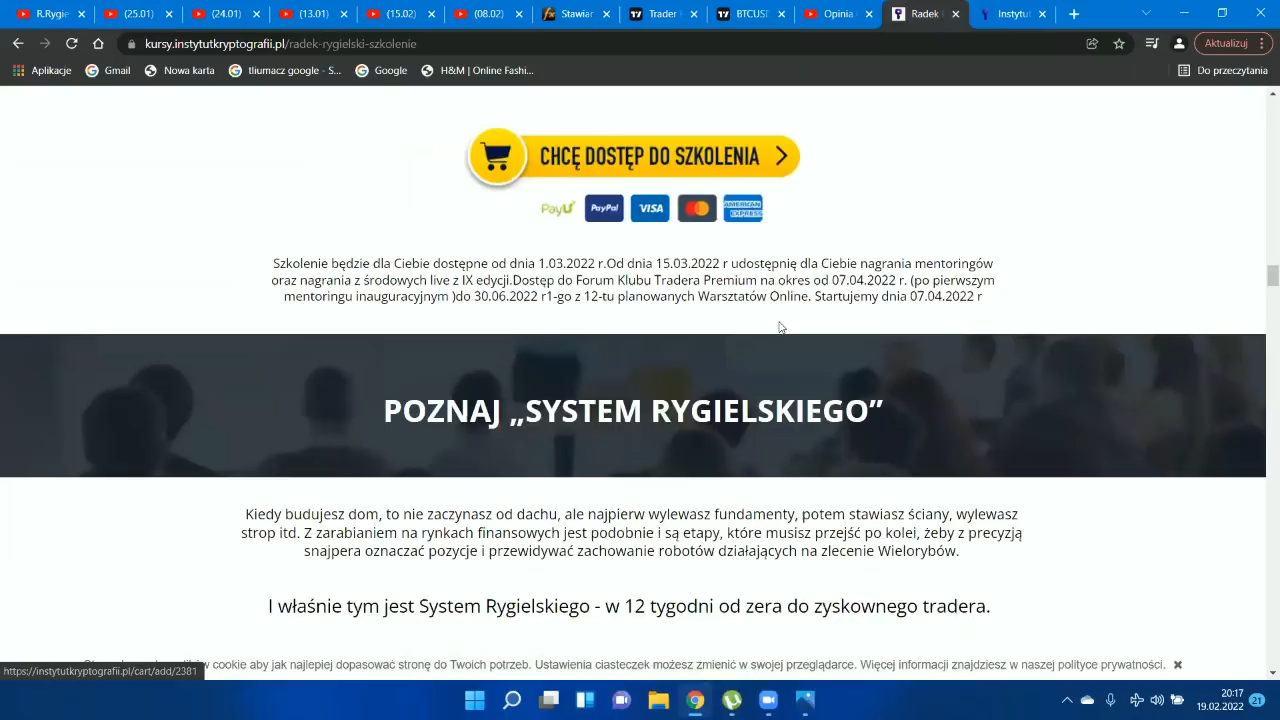 R.Rygie
(25.01)
(24.01)
(13.01)
(15.02)
(08.02)
Stawiar
Trader
BTCUSI
Opinia
Radek
Instytut
kursy.instytutkryptografii.pl/radek-rygielski-szkolenie
Aktualizuj
Aplikacje
Gmail
Nowa karta
tlumacz google - S...
Google
H&M | Online Fashi...
Do przeczytania
CHCĘ DOSTĘP DO SZKOLENIA
PayU
PayPal
VISA
AMERICAN EXPRESS
Szkolenie będzie dla Ciebie dostępne od dnia 1.03.2022 r.Od dnia 15.03.2022 r udostępnię dla Ciebie nagrania mentoringów
oraz nagrania z środowych live z IX edycji.Dostęp do Forum Klubu Tradera Premium na okres od 07.04.2022 r. (po pierwszym
mentoringu inauguracyjnym )do 30.06.2022 r1-go z 12-tu planowanych Warsztatów Online. Startujemy dnia 07.04.2022 r
POZNAJ „SYSTEM RYGIELSKIEGO”
Kiedy budujesz dom, to nie zaczynasz od dachu, ale najpierw wylewasz fundamenty, potem stawiasz ściany, wylewasz
strop itd. Z zarabianiem na rynkach finansowych jest podobnie i są etapy, które musisz przejść po kolei, żeby z precyzją
snajpera oznaczać pozycje i przewidywać zachowanie robotów działających na zlecenie Wielorybów.
I właśnie tym jest System Rygielskiego - w 12 tygodni od zera do zyskownego tradera.
cookie aby jak najlepiej dopasować stronę do Twoich potrzeb. Ustawienia ciasteczek możesz zmienić w swojej przeglądarce. Więcej informacji znajdziesz w naszej polityce prywatności.
https://instytutkryptografii.pl/cart/add/2381
20:17
19.02.2022
21